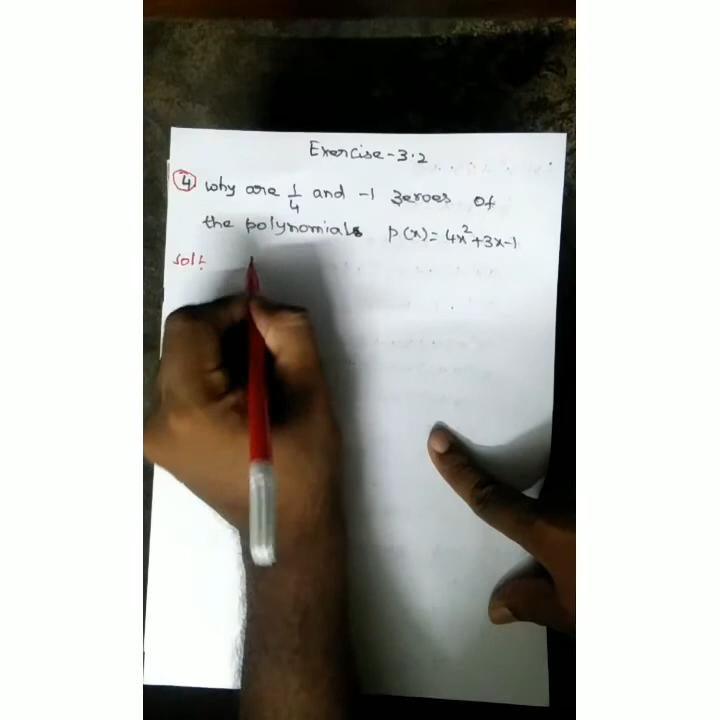 Exercise-3.2
4 Why are 1/4 and -1 zeroes of
the polynomials P(x)= 4x²+3x-1
Sol: